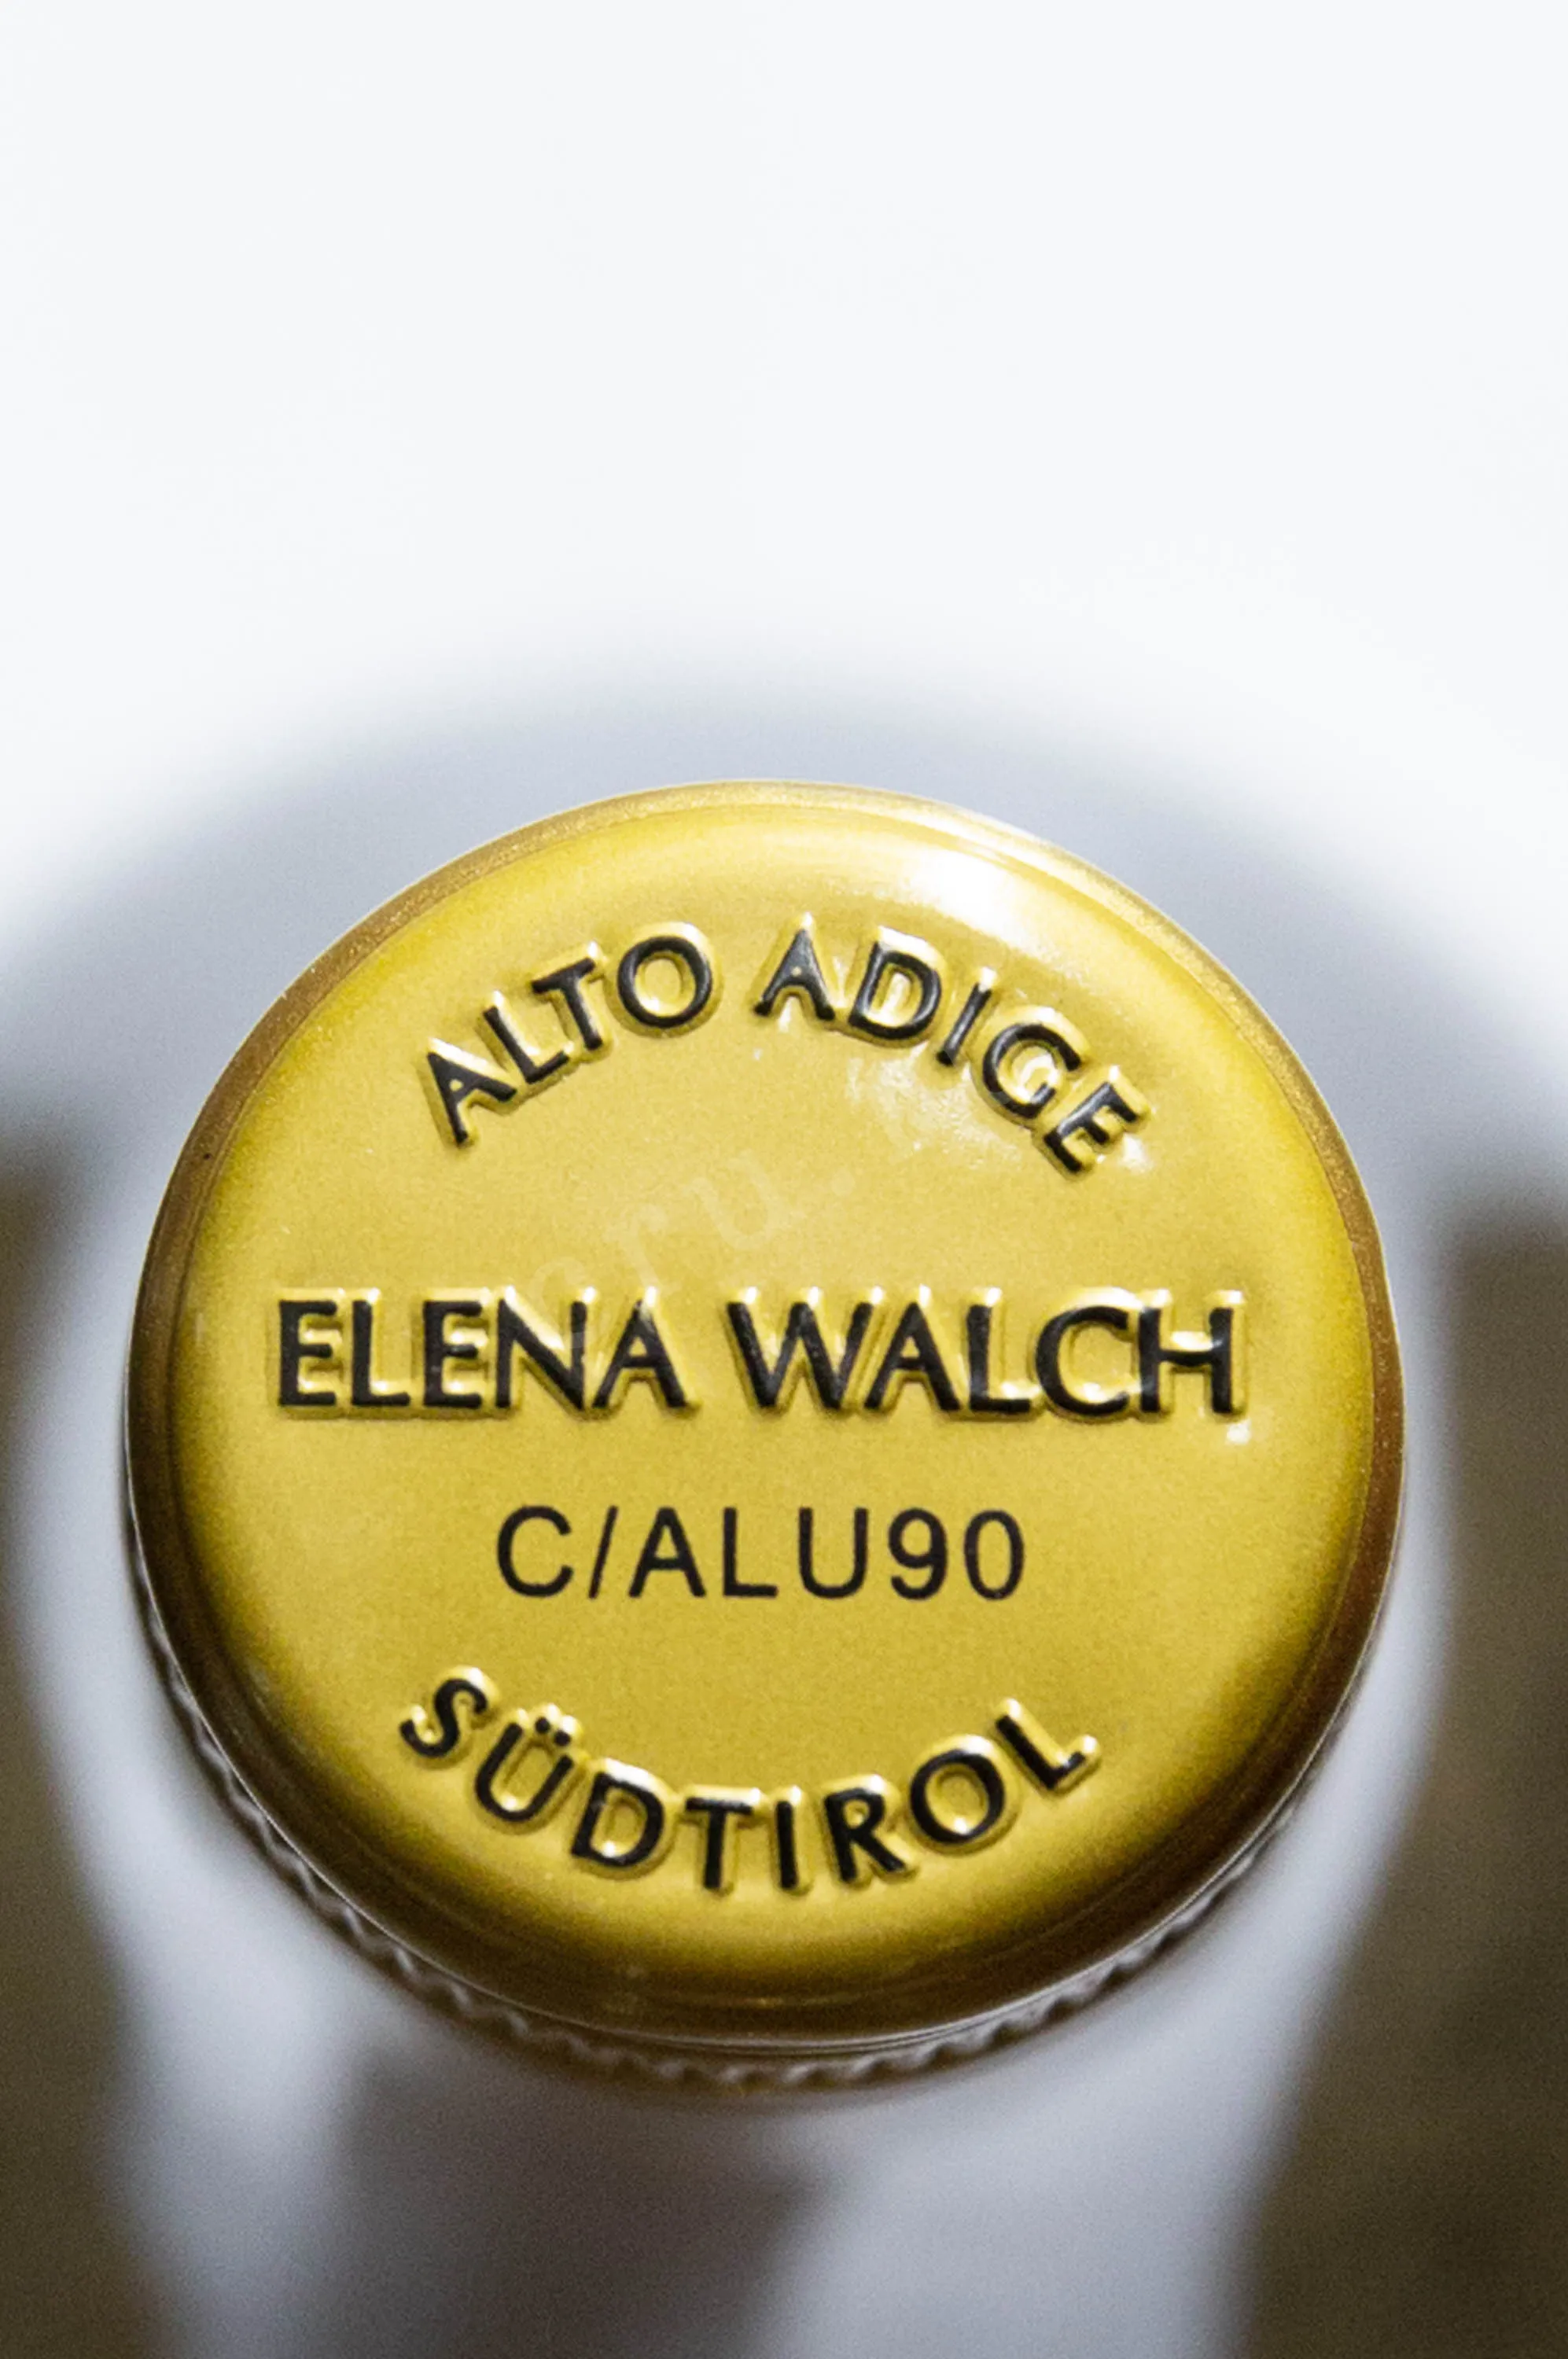 ALTO ADIGE
ELENA WALCH
C/ALU90
SÜDTIROL